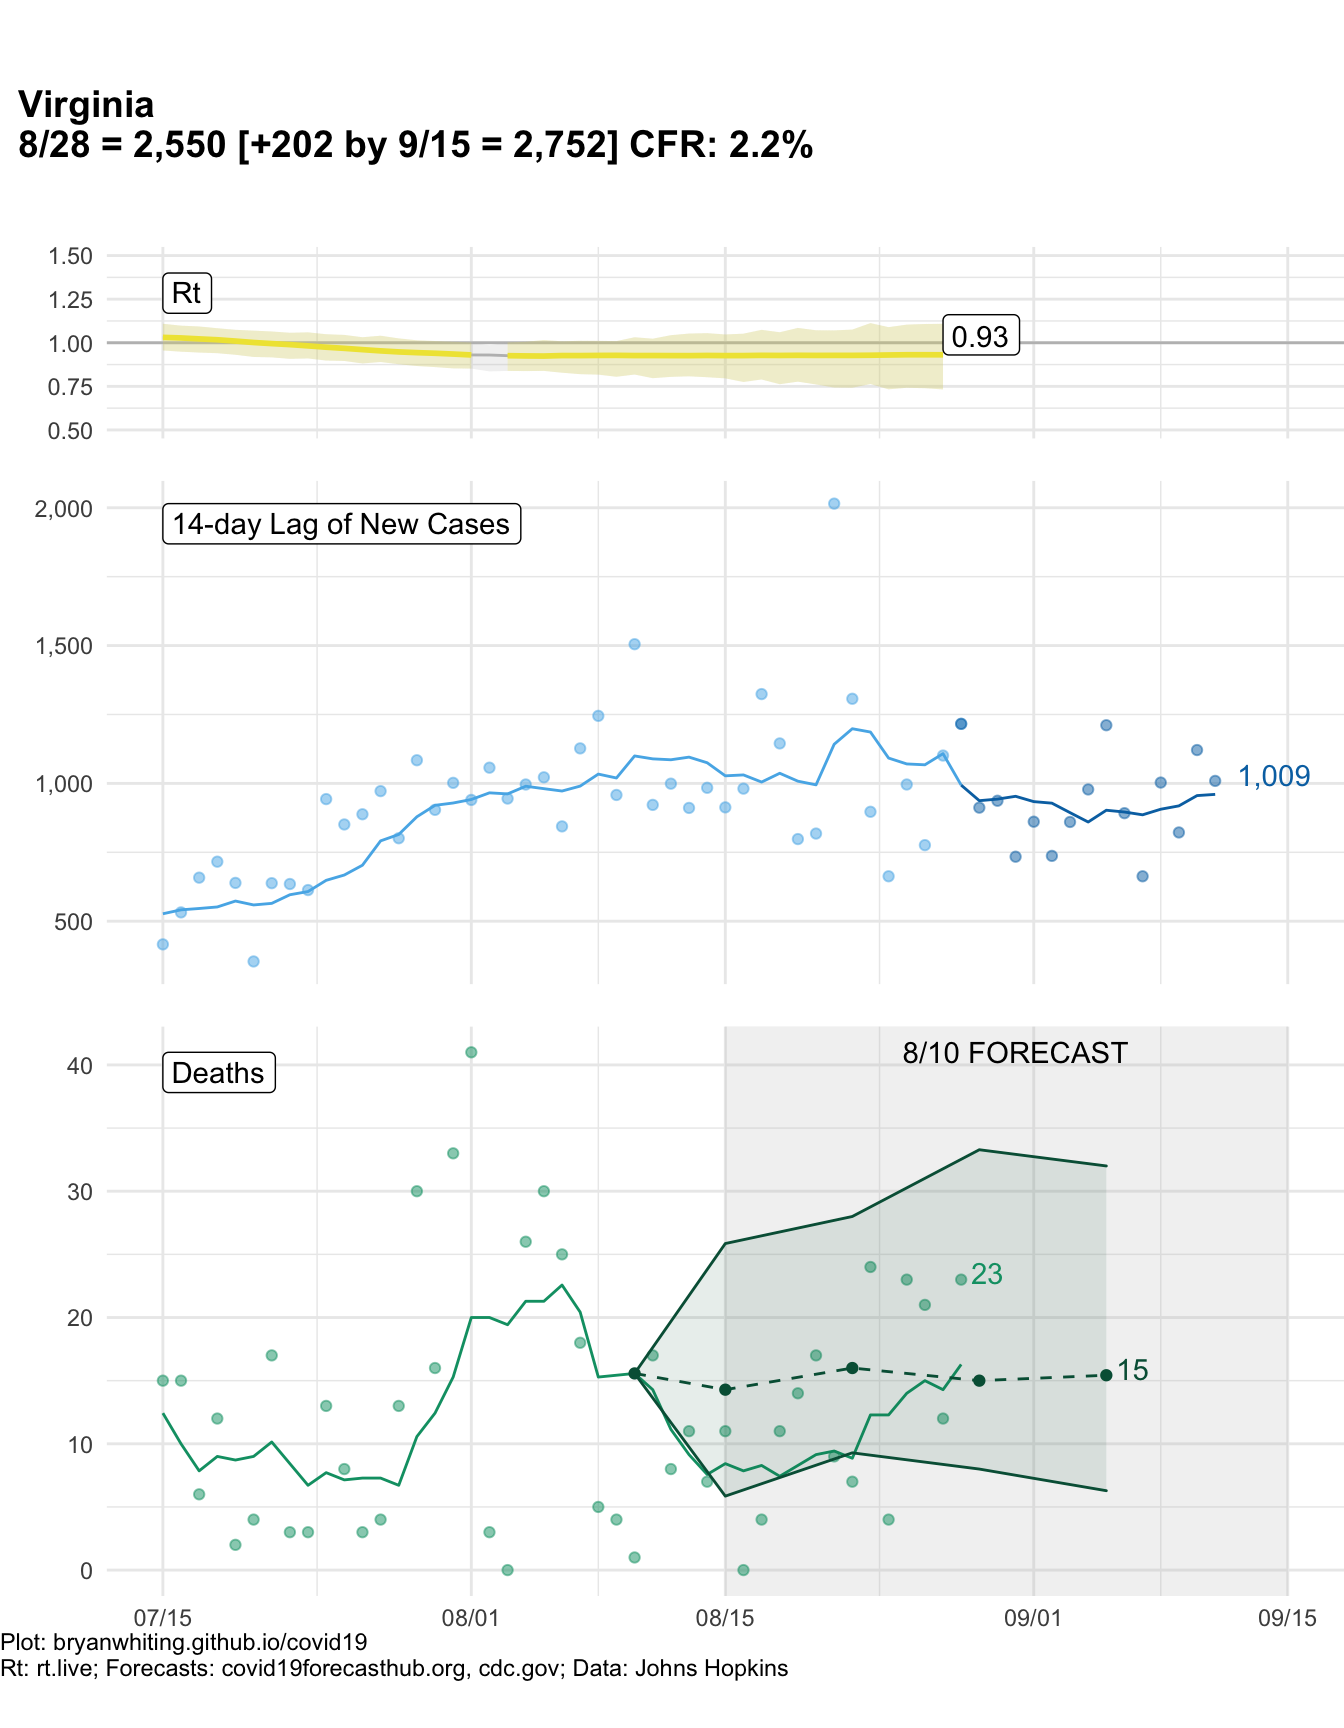 Virginia
8/28 = 2,550 [+202 by 9/15 = 2,752] CFR: 2.2%
1.50
Rt
1.25
1.00
0.93
0.75
0.50
2,000
14-day Lag of New Cases
1,500
1,000
1,009
500
8/10 FORECAST
40
Deaths
30
23
20
15
10
0
07/15 08/01 08/15 09/01 09/15
Plot: bryanwhiting.github.io/covid19
Rt: rt.live; Forecasts: covid19forecasthub.org, cdc.gov; Data: Johns Hopkins